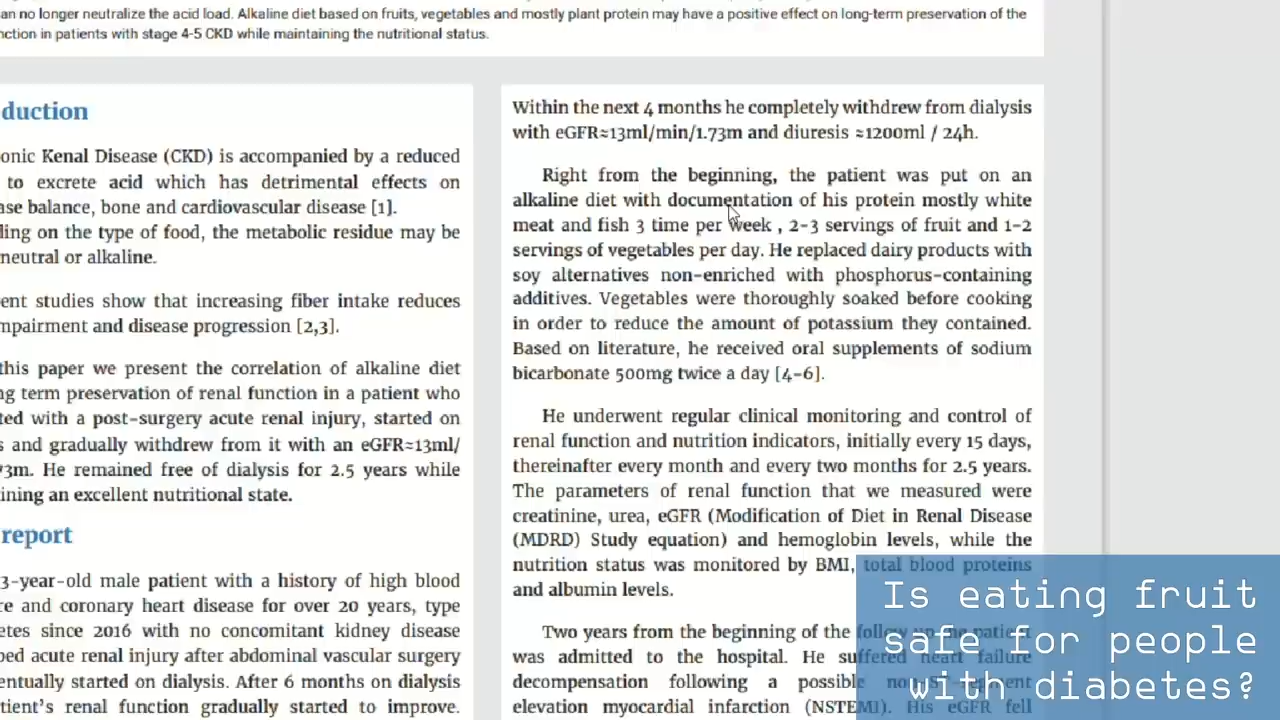 an no longer neutralize the acid load. Alkaline diet based on fruits, vegetables and mostly plant protein may have a positive effect on long-term preservation of the
nction in patients with stage 4-5 CKD while maintaining the nutritional status.
duction
onic Kenal Disease (CKD) is accompanied by a reduced
to excrete acid which has detrimental effects on
ase balance, bone and cardiovascular disease [1].
ling on the type of food, the metabolic residue may be
neutral or alkaline.
ent studies show that increasing fiber intake reduces
mpairment and disease progression [2,3].
this paper we present the correlation of alkaline diet
ng term preservation of renal function in a patient who
ted with a post-surgery acute renal injury, started on
s and gradually withdrew from it with an eGFR≈13ml/
73m. He remained free of dialysis for 2.5 years while
ining an excellent nutritional state.
report
3-year-old male patient with a history of high blood
re and coronary heart disease for over 20 years, type
etes since 2016 with no concomitant kidney disease
ped acute renal injury after abdominal vascular surgery
entually started on dialysis. After 6 months on dialysis
tient's renal function gradually started to improve.
Within the next 4 months he completely withdrew from dialysis
with eGFR≈13ml/min/1.73m and diuresis ≈1200ml / 24h.
Right from the beginning, the patient was put on an
alkaline diet with documentation of his protein mostly white
meat and fish 3 time per week , 2-3 servings of fruit and 1-2
servings of vegetables per day. He replaced dairy products with
soy alternatives non-enriched with phosphorus-containing
additives. Vegetables were thoroughly soaked before cooking
in order to reduce the amount of potassium they contained.
Based on literature, he received oral supplements of sodium
bicarbonate 500mg twice a day [4-6].
He underwent regular clinical monitoring and control of
renal function and nutrition indicators, initially every 15 days,
thereinafter every month and every two months for 2.5 years.
The parameters of renal function that we measured were
creatinine, urea, eGFR (Modification of Diet in Renal Disease
(MDRD) Study equation) and hemoglobin levels, while the
nutrition status was monitored by BMI, total blood proteins
and albumin levels.
Two years from the beginning of the follow up the patient
was admitted to the hospital. He suffered heart failure
decompensation following a possible non-ST-segment
elevation myocardial infarction (NSTEMI). His eGFR fell
Is eating fruit
safe for people
with diabetes?